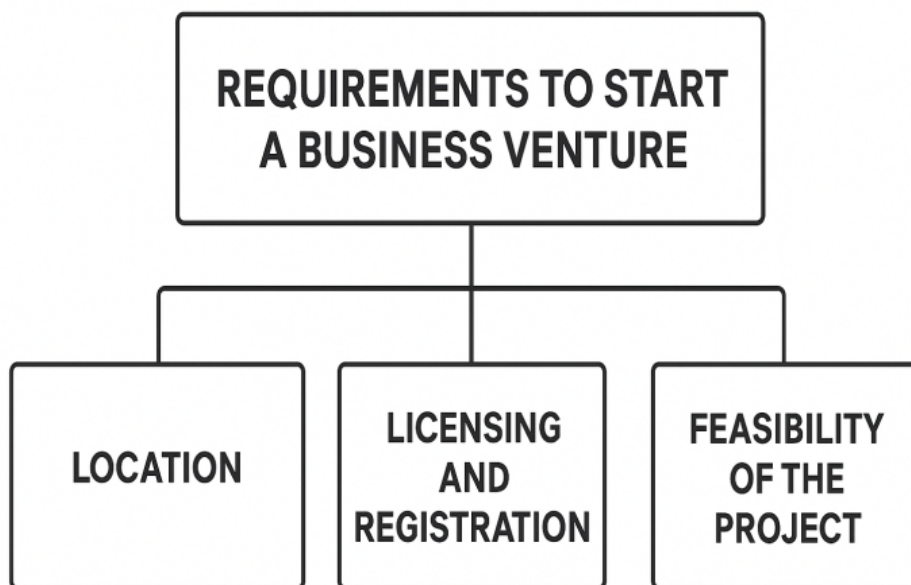 REQUIREMENTS TO START
A BUSINESS VENTURE
LOCATION
LICENSING
AND
REGISTRATION
FEASIBILITY
OF THE
PROJECT